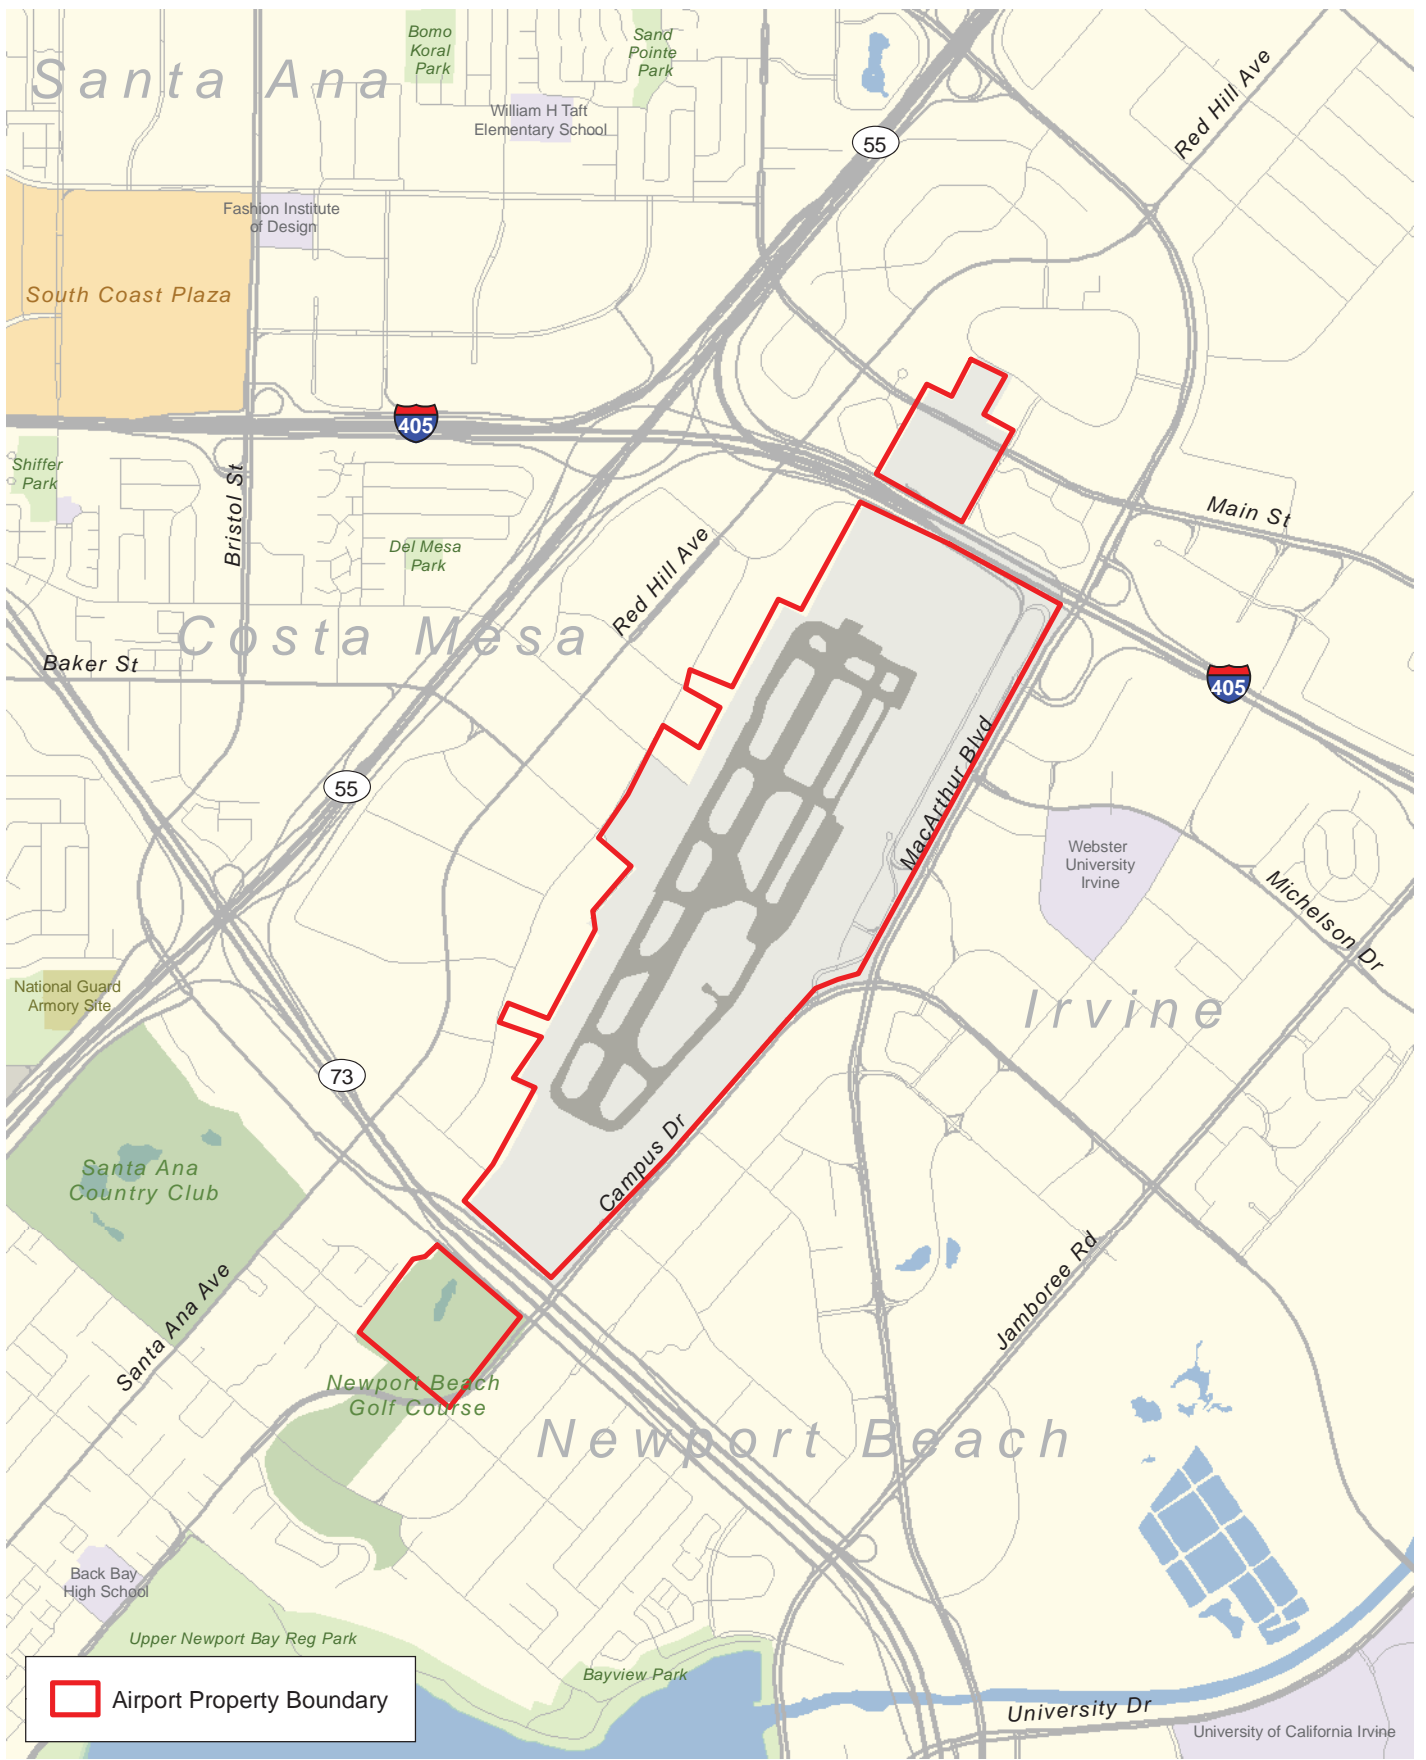 Bomo
Koral
Park
Sand
Pointe
Park
Santa Ana
William H Taft
Elementary School
Red Hill Ave
55
Fashion Institute
of Design
South Coast Plaza
405
Shiffer
Park
Bristol St
Main St
Del Mesa
Park
Red Hill Ave
Costa Mesa
Baker St
405
55
MacArthur Blvd
Webster
University
Irvine
Michelson Dr
National Guard
Armory Site
Irvine
73
Campus Dr
Santa Ana
Country Club
Jamboree Rd
Santa Ana Ave
Newport Beach
Golf Course
Newport Beach
Back Bay
High School
Upper Newport Bay Reg Park
Bayview Park
Airport Property Boundary
University Dr
University of California Irvine